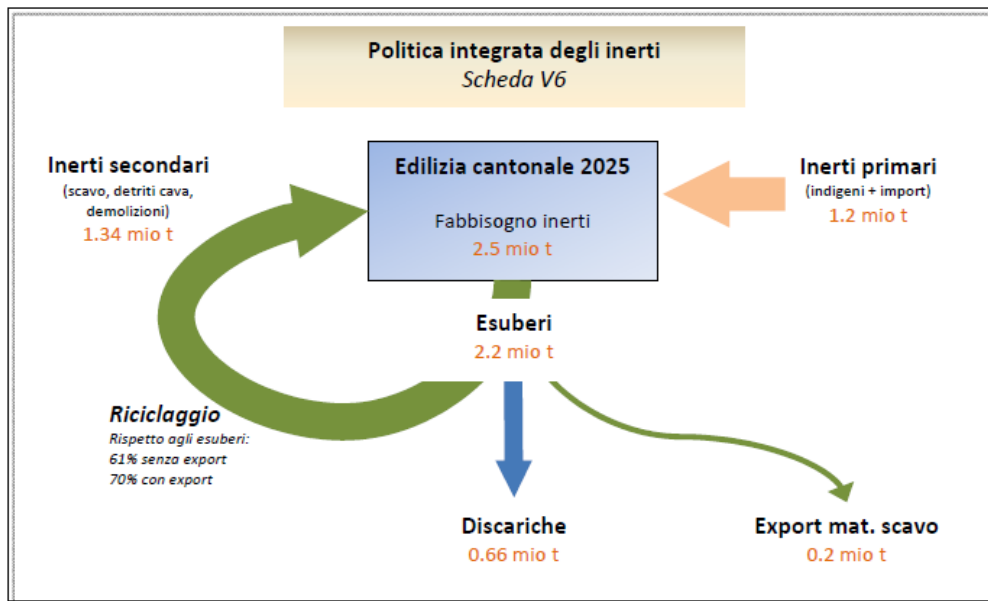 Politica integrata degli inerti
Scheda V6
Inerti secondari
(scavo, detriti cava,
demolizioni)
1.34 mio t
Edilizia cantonale 2025
Fabbisogno inerti
2.5 mio t
Inerti primari
(indigeni + import)
1.2 mio t
Esuberi
2.2 mio t
Riciclaggio
Rispetto agli esuberi:
61% senza export
70% con export
Discariche
0.66 mio t
Export mat. scavo
0.2 mio t